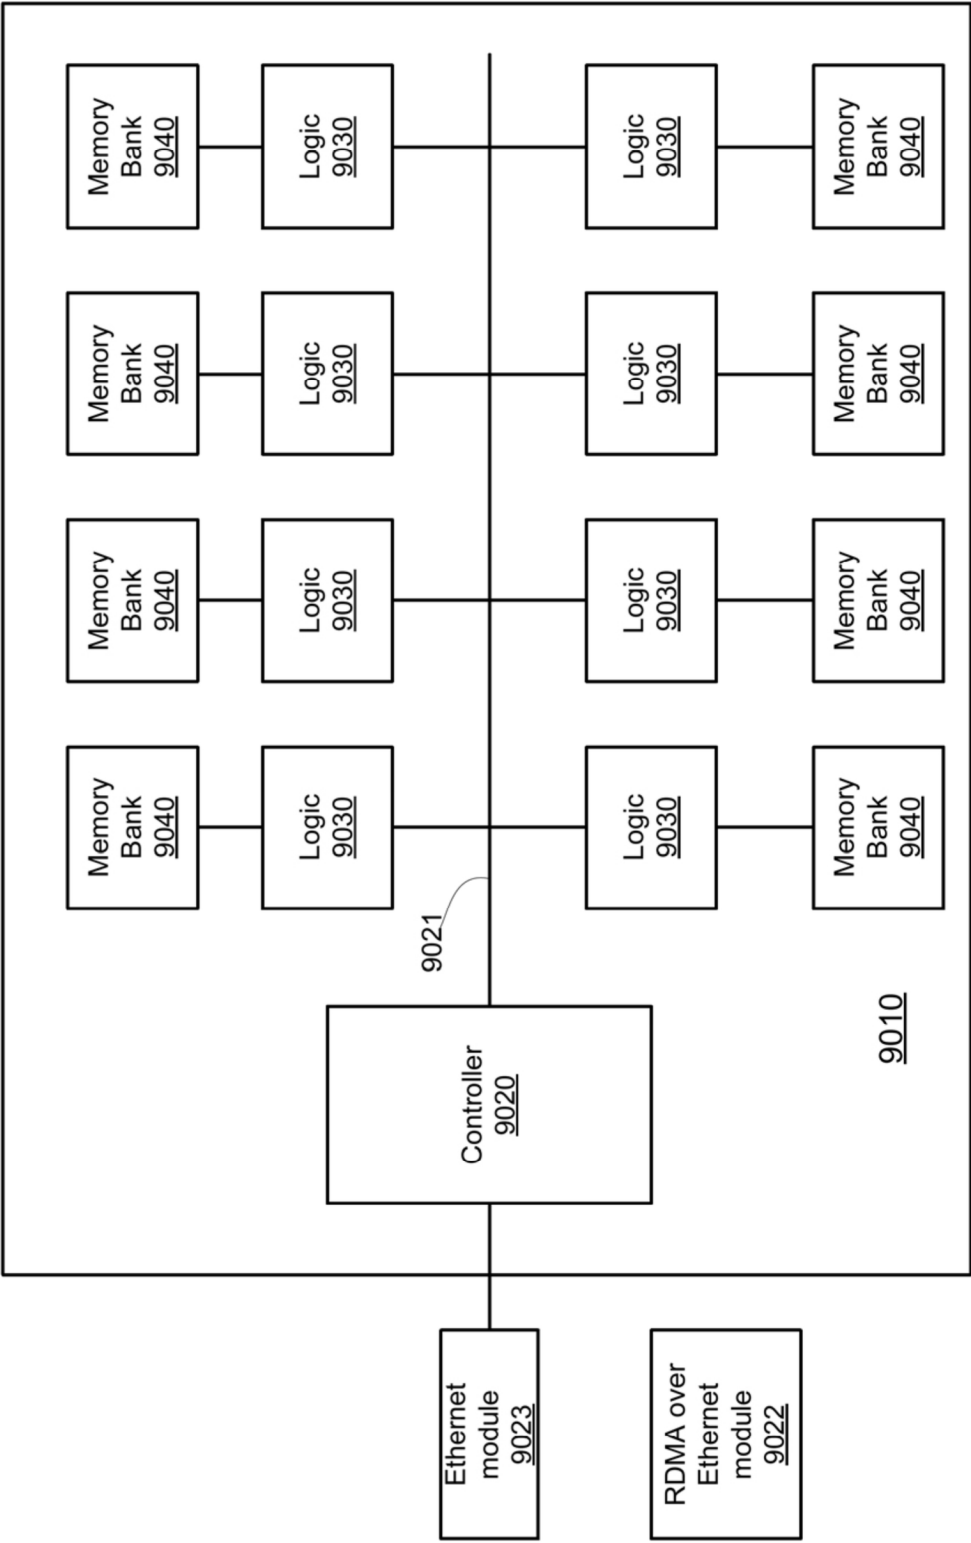 Memory
Bank
9040
Memory
Bank
9040
Memory
Bank
9040
Memory
Bank
9040
Logic
9030
Logic
9030
Logic
9030
Logic
9030
9021
Ethernet
module
9023
Controller
9020
Logic
9030
Logic
9030
Logic
9030
Logic
9030
RDMA over
Ethernet
module
9022
Memory
Bank
9040
Memory
Bank
9040
Memory
Bank
9040
Memory
Bank
9040
9010